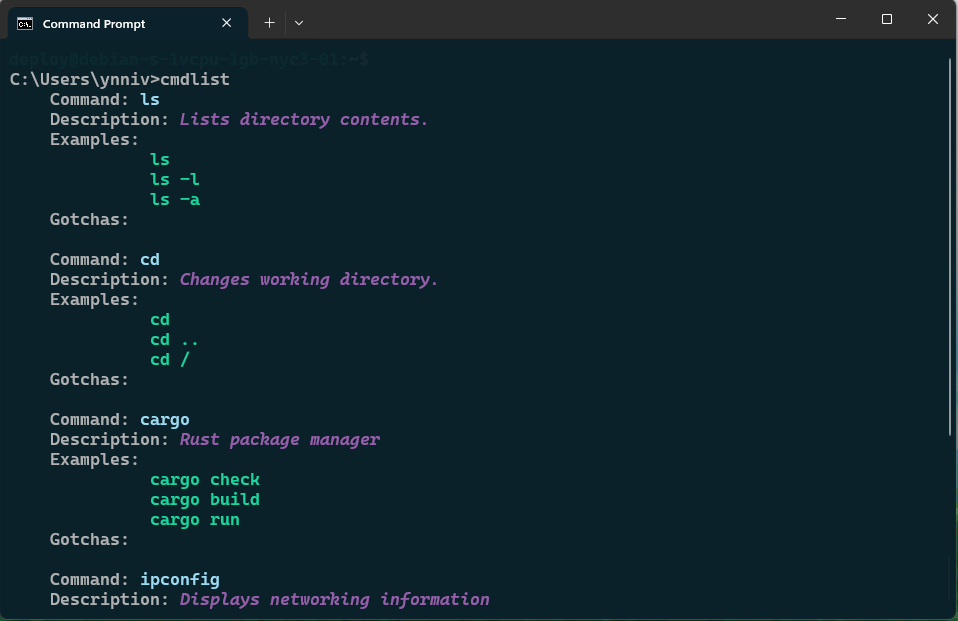 Command Prompt
deploy@debian-s-1vcpu-1gb-nyc3-01:~$
C:\Users\ynniv>cmdlist
Command: ls
Description: Lists directory contents.
Examples:
ls
ls -l
ls -a
Gotchas:
Command: cd
Description: Changes working directory.
Examples:
cd
cd ..
cd /
Gotchas:
Command: cargo
Description: Rust package manager
Examples:
cargo check
cargo build
cargo run
Gotchas:
Command: ipconfig
Description: Displays networking information